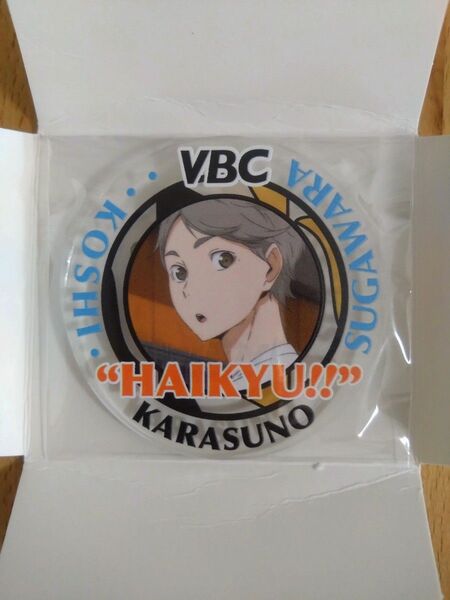 VBC
KOSHI
SUGAWARA
"HAIKYU!!"
KARASUNO